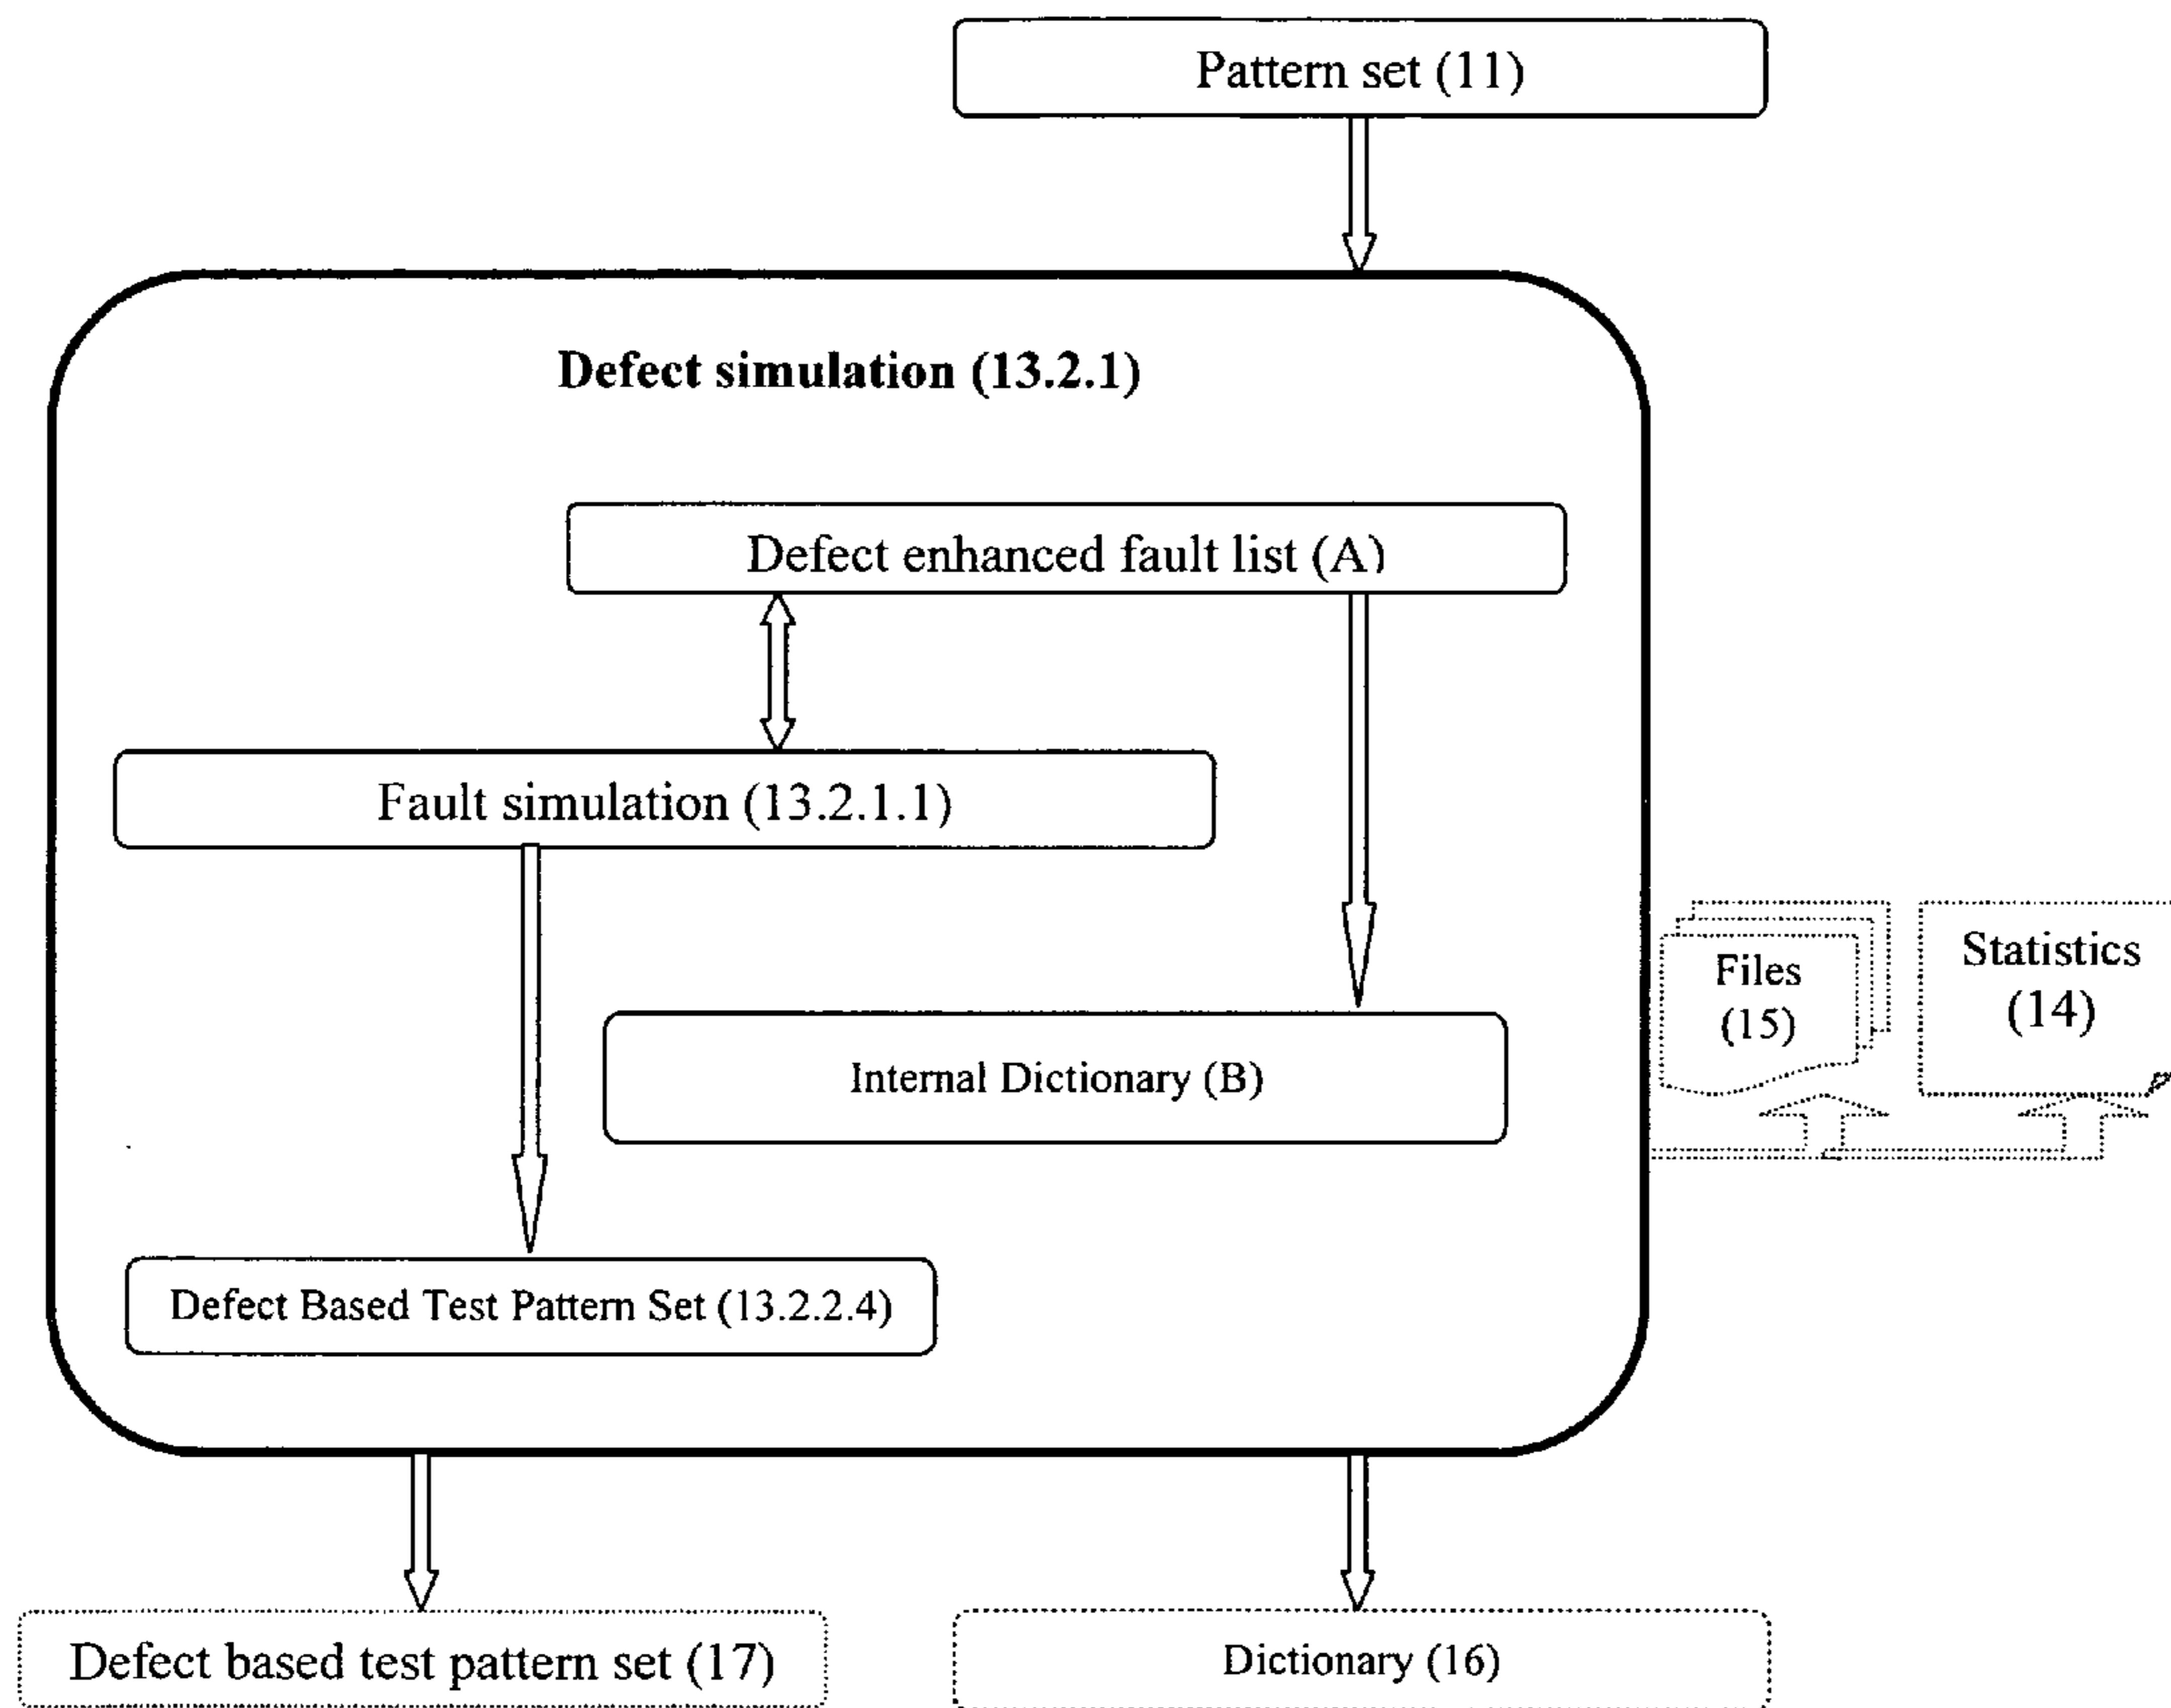 Pattern set (11)
Defect simulation (13.2.1)
Defect enhanced fault list (A)
Fault simulation (13.2.1.1)
Files
(15)
Statistics
(14)
Internal Dictionary (B)
Defect Based Test Pattern Set (13.2.2.4)
Defect based test pattern set (17)
Dictionary (16)